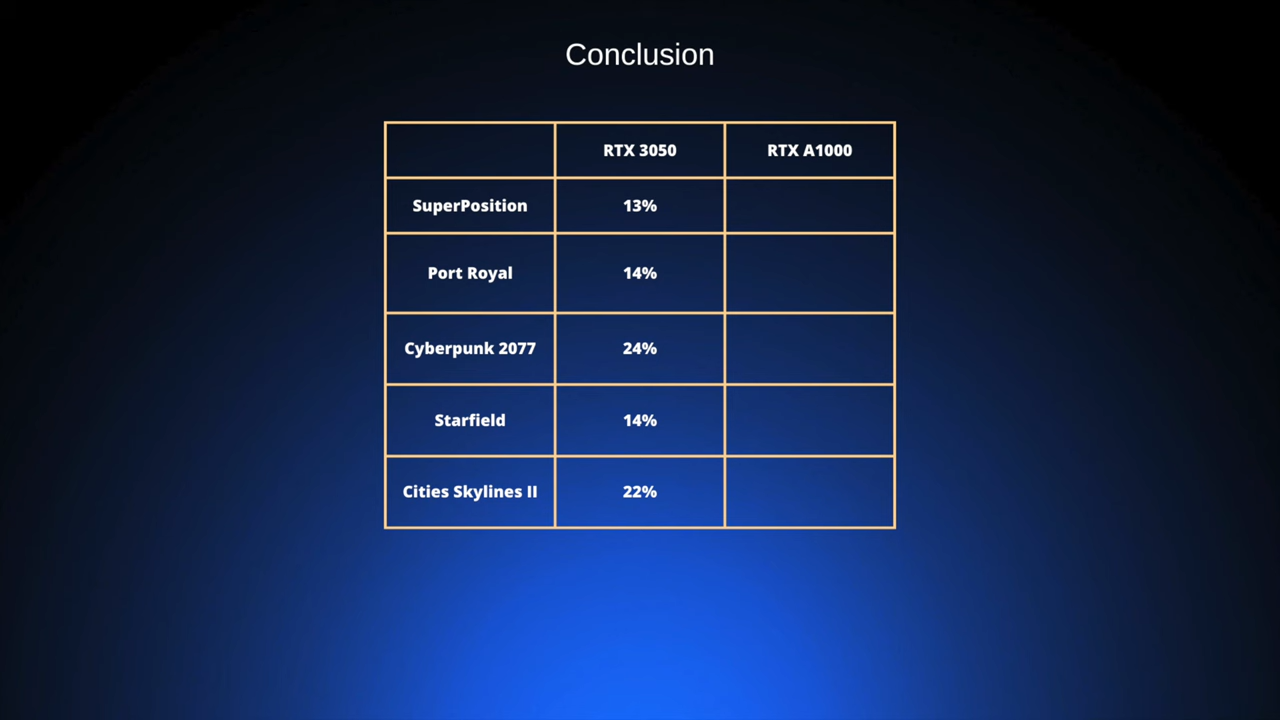 Conclusion
RTX 3050 RTX A1000
SuperPosition 13%
Port Royal 14%
Cyberpunk 2077 24%
Starfield 14%
Cities Skylines II 22%